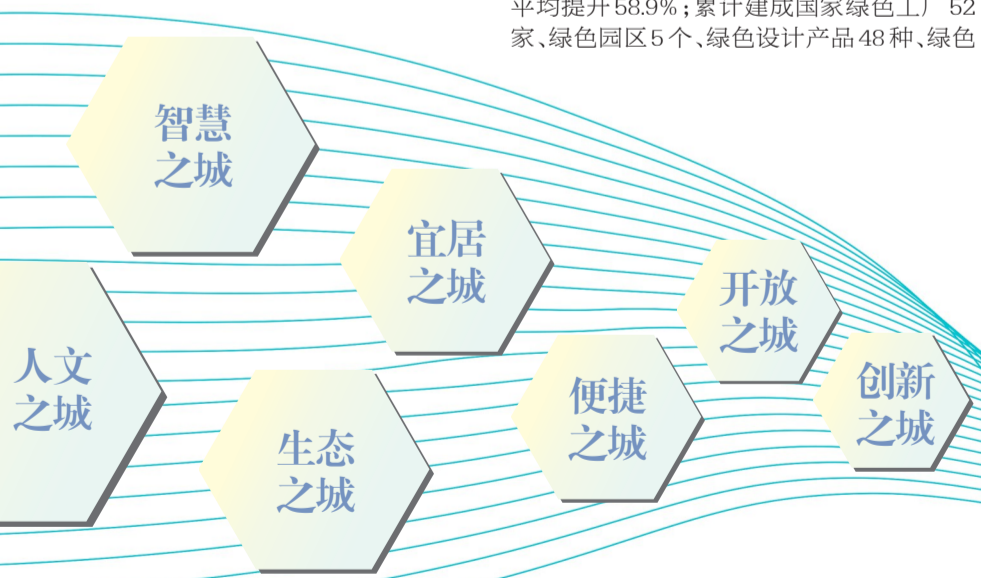 平均提升58.9%；累计建成国家绿色工厂52
家、绿色园区5个、绿色设计产品48种、绿色
智慧
之城
宜居
之城
开放
之城
人文
之城
便捷
之城
创新
之城
生态
之城